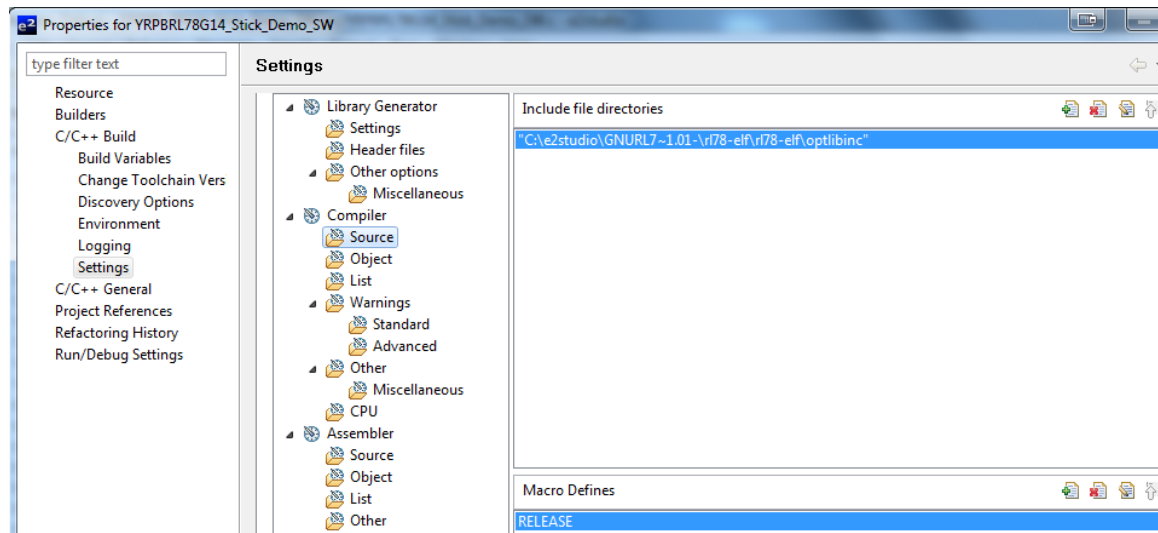 e2 Properties for YRPBRL78G14_Stick_Demo_SW
type filter text
Resource
Builders
C/C++ Build
Build Variables
Change Toolchain Vers
Discovery Options
Environment
Logging
Settings
C/C++ General
Project References
Refactoring History
Run/Debug Settings
Settings
Library Generator
Settings
Header files
Other options
Miscellaneous
Compiler
Source
Object
List
Warnings
Standard
Advanced
Other
Miscellaneous
CPU
Assembler
Source
Object
List
Other
Include file directories
"C:\e2studio\GNURL7~1.01-\rl78-elf\rl78-elf\optlibinc"
Macro Defines
RELEASE